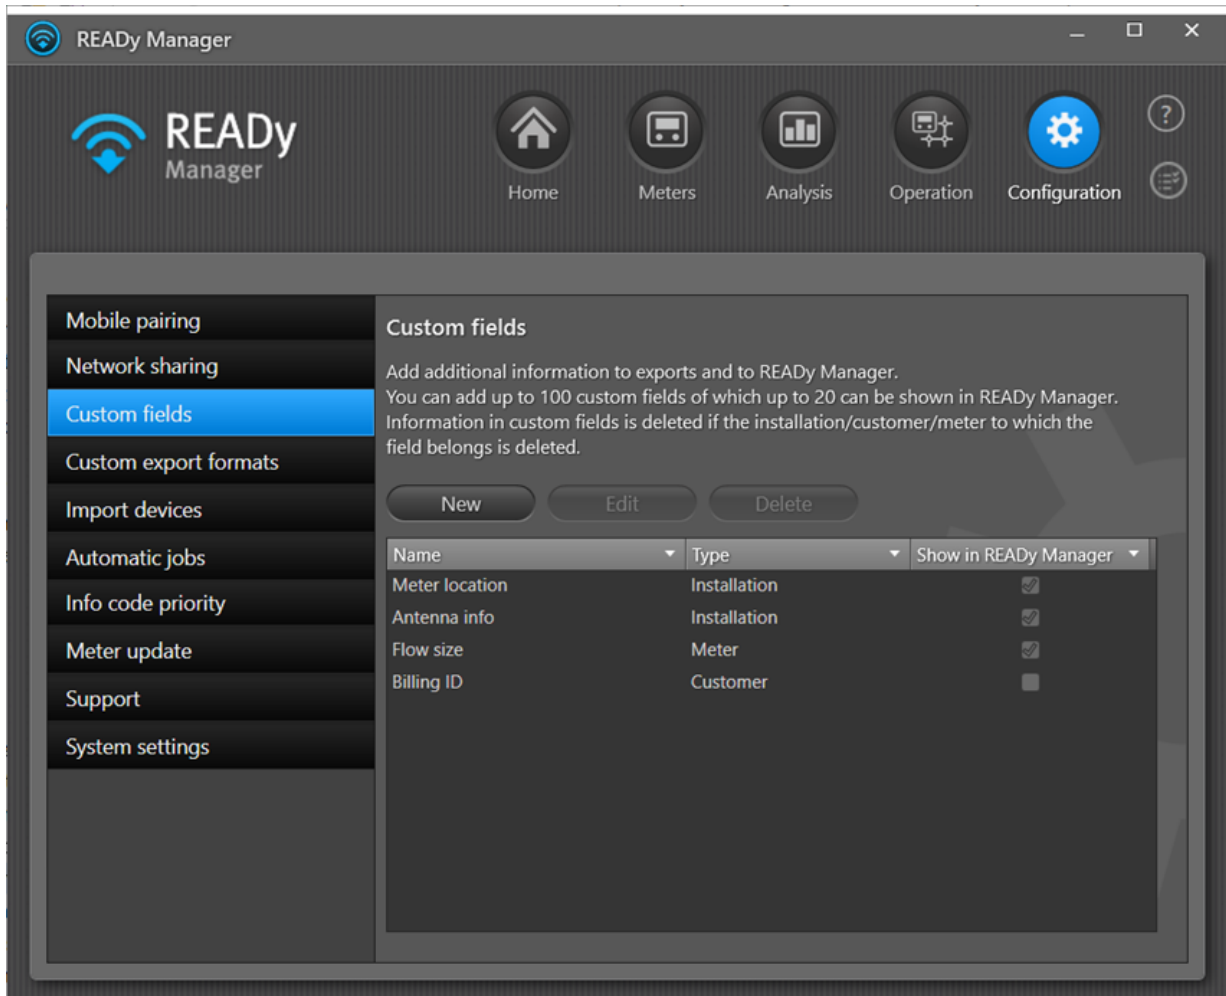 READy Manager
READy
Manager
Home
Meters
Analysis
Operation
Configuration
?
Mobile pairing
Network sharing
Custom fields
Custom export formats
Import devices
Automatic jobs
Info code priority
Meter update
Support
System settings
Custom fields
Add additional information to exports and to READy Manager.
You can add up to 100 custom fields of which up to 20 can be shown in READy Manager.
Information in custom fields is deleted if the installation/customer/meter to which the
field belongs is deleted.
New Edit Delete
Name Type Show in READy Manager
Meter location Installation
Antenna info Installation
Flow size Meter
Billing ID Customer